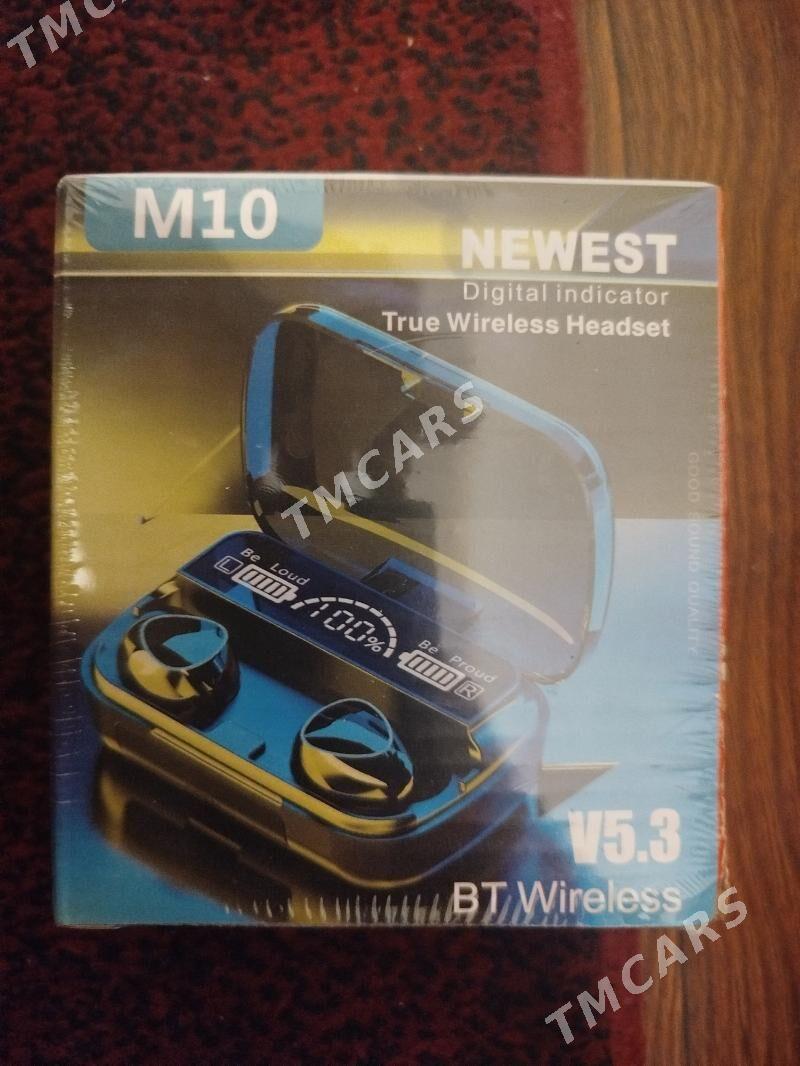 TMCARS
M10
NEWEST
Digital indicator
True Wireless Headset
TMCARS
GOOD SOUND QUALITY
Be Loud
L
100%
Be Proud
R
V5.3
BT Wireless
TMCARS